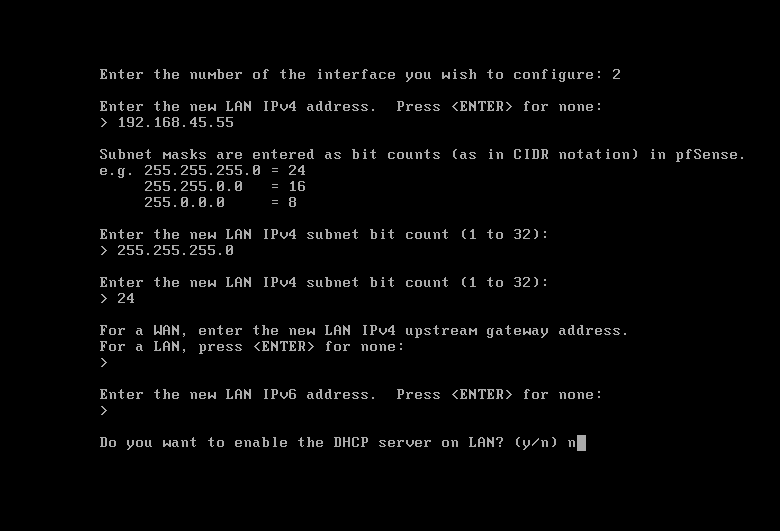 Enter the number of the interface you wish to configure: 2
Enter the new LAN IPv4 address.  Press <ENTER> for none:
> 192.168.45.55
Subnet masks are entered as bit counts (as in CIDR notation) in pfSense.
e.g. 255.255.255.0 = 24
     255.255.0.0   = 16
     255.0.0.0     = 8
Enter the new LAN IPv4 subnet bit count (1 to 32):
> 255.255.255.0
Enter the new LAN IPv4 subnet bit count (1 to 32):
> 24
For a WAN, enter the new LAN IPv4 upstream gateway address.
For a LAN, press <ENTER> for none:
>
Enter the new LAN IPv6 address.  Press <ENTER> for none:
>
Do you want to enable the DHCP server on LAN? (y/n) n